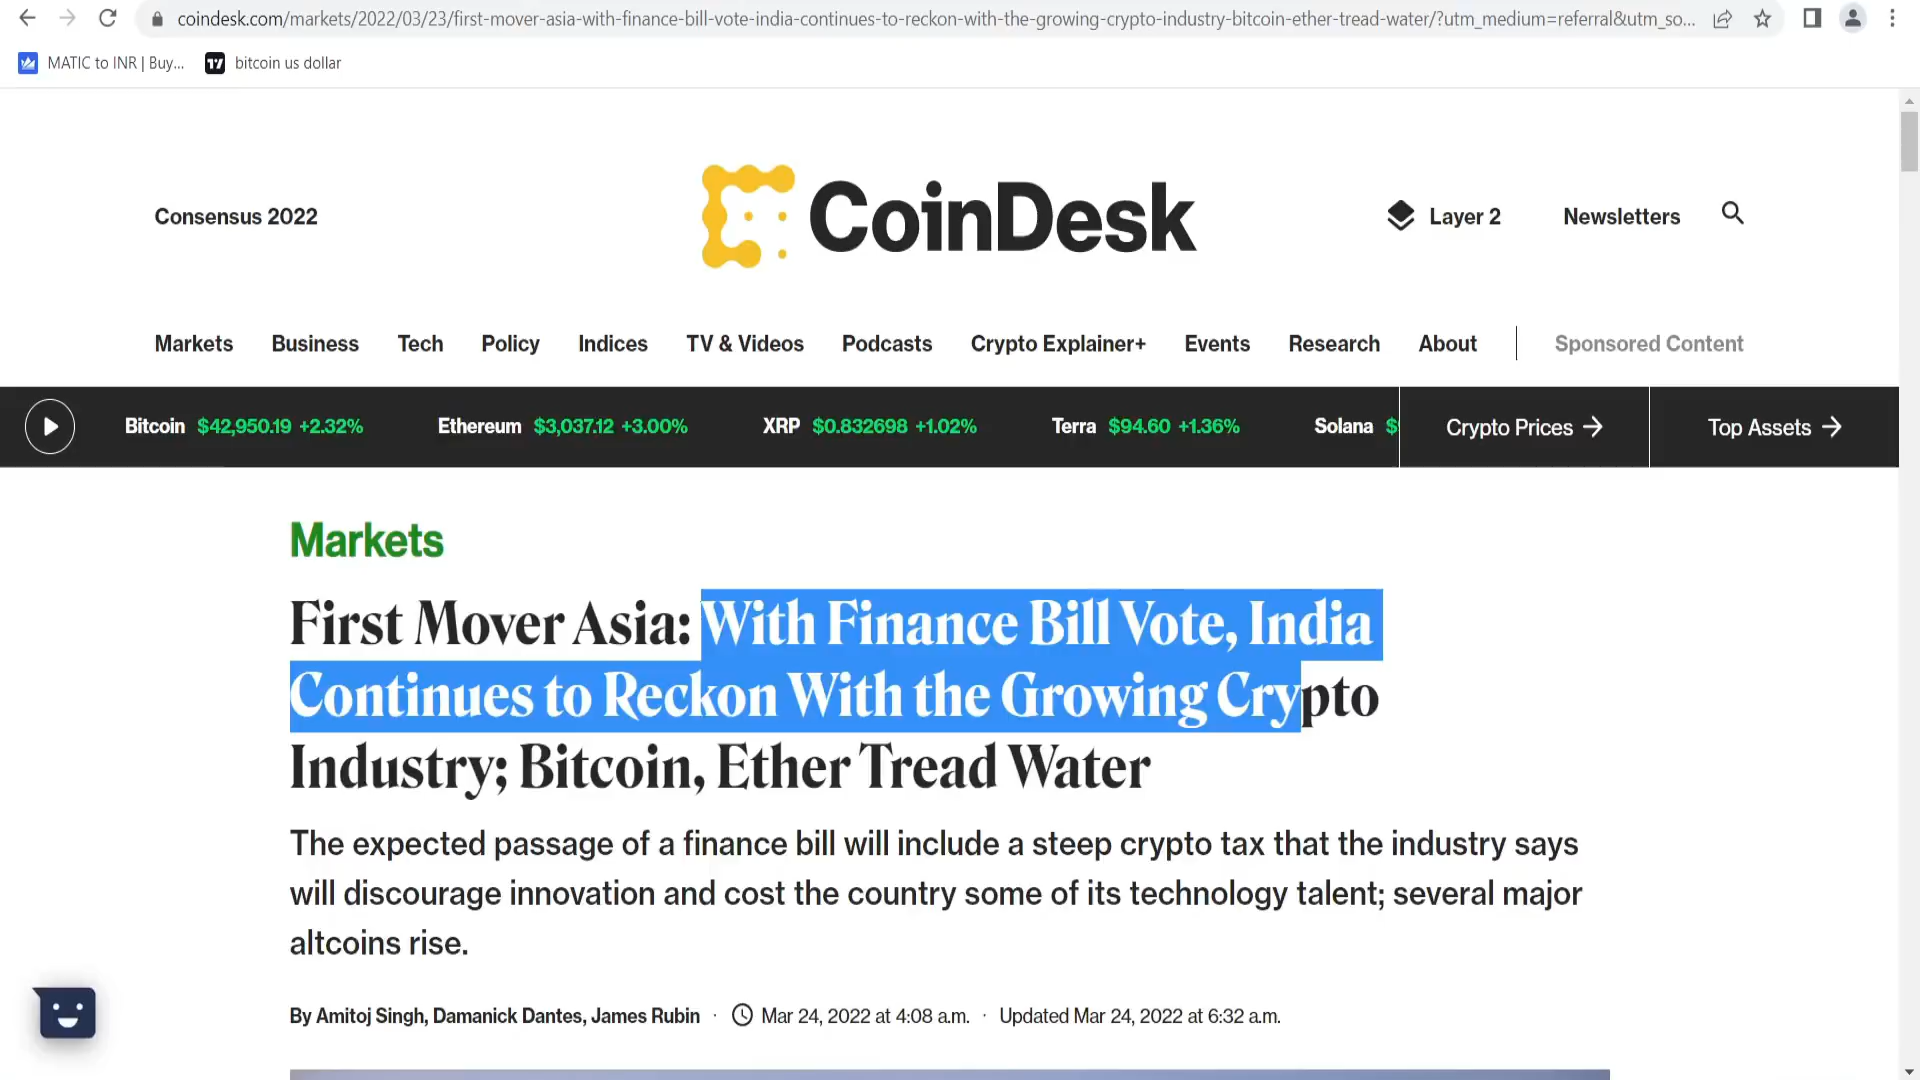 coindesk.com/markets/2022/03/23/first-mover-asia-with-finance-bill-vote-india-continues-to-reckon-with-the-growing-crypto-industry-bitcoin-ether-tread-water/?utm_medium=referral&utm_so...
MATIC to INR | Buy... bitcoin us dollar
Consensus 2022 CoinDesk Layer 2 Newsletters
Markets Business Tech Policy Indices TV & Videos Podcasts Crypto Explainer+ Events Research About Sponsored Content
Bitcoin $42,950.19 +2.32% Ethereum $3,037.12 +3.00% XRP $0.832698 +1.02% Terra $94.60 +1.36% Solana $ Crypto Prices → Top Assets →
Markets
First Mover Asia: With Finance Bill Vote, India
Continues to Reckon With the Growing Crypto
Industry; Bitcoin, Ether Tread Water
The expected passage of a finance bill will include a steep crypto tax that the industry says
will discourage innovation and cost the country some of its technology talent; several major
altcoins rise.
By Amitoj Singh, Damanick Dantes, James Rubin · Mar 24, 2022 at 4:08 a.m. · Updated Mar 24, 2022 at 6:32 a.m.